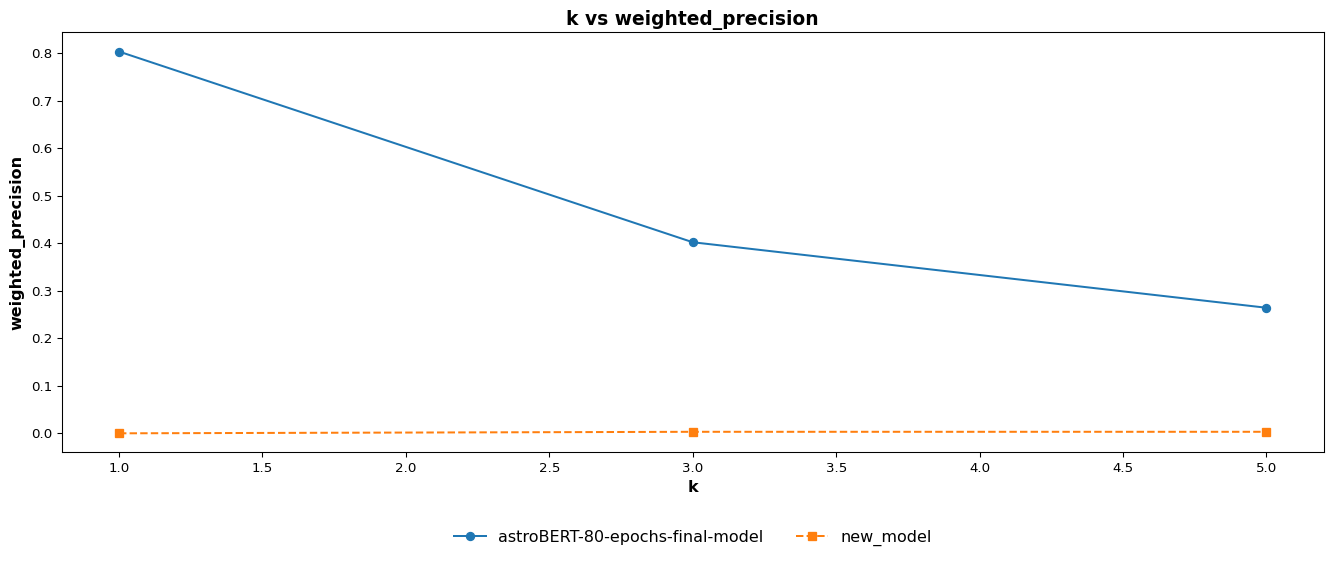 k vs weighted_precision
weighted_precision
0.8
0.7
0.6
0.5
0.4
0.3
0.2
0.1
0.0
1.0 1.5 2.0 2.5 3.0 3.5 4.0 4.5 5.0
k
astroBERT-80-epochs-final-model new_model